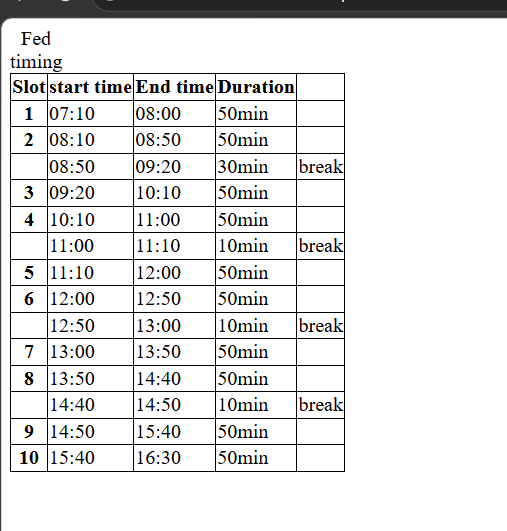 Fed
timing
Slot start time End time Duration
1 07:10 08:00 50min
2 08:10 08:50 50min
08:50 09:20 30min break
3 09:20 10:10 50min
4 10:10 11:00 50min
11:00 11:10 10min break
5 11:10 12:00 50min
6 12:00 12:50 50min
12:50 13:00 10min break
7 13:00 13:50 50min
8 13:50 14:40 50min
14:40 14:50 10min break
9 14:50 15:40 50min
10 15:40 16:30 50min